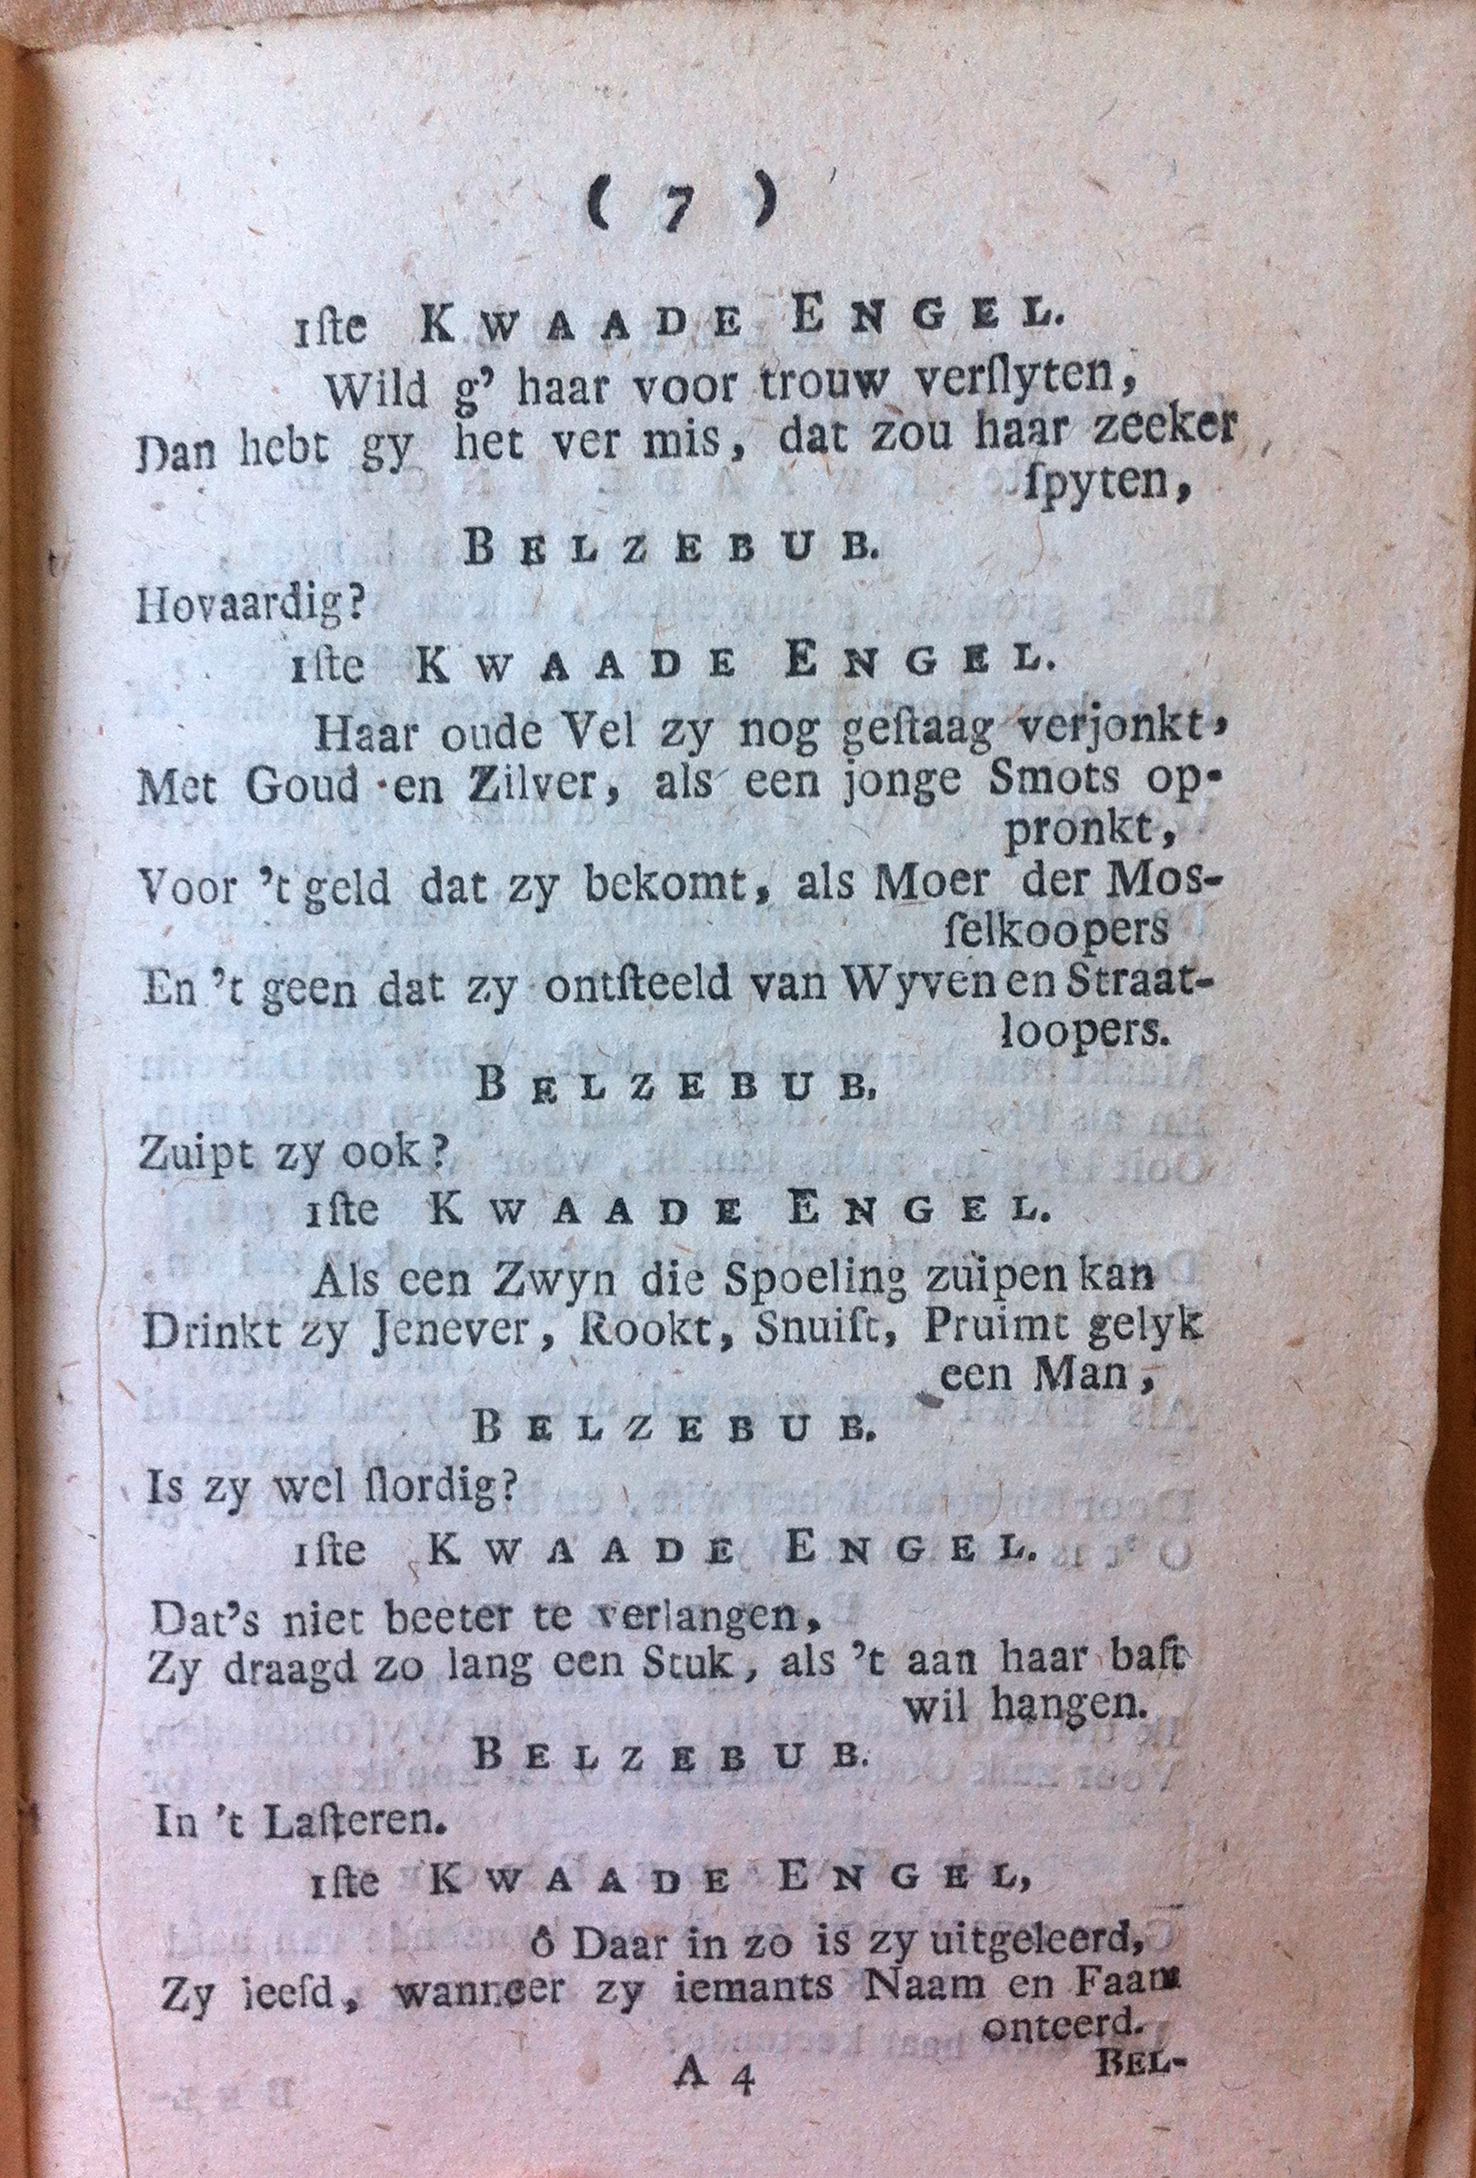 ( 7 )
1ſte KWAADE ENGEL.
Wild g' haar voor trouw verſlyten,
Dan hebt gy het ver mis, dat zou haar zeeker
ſpyten,
BELZEBUB.
Hovaardig?
1ſte KWAADE ENGEL.
Haar oude Vel zy nog geſtaag verjonkt,
Met Goud en Zilver, als een jonge Smots op-
pronkt,
Voor 't geld dat zy bekomt, als Moer der Mos-
ſelkoopers
En 't geen dat zy ontſteeld van Wyven en Straat-
loopers.
BELZEBUB.
Zuipt zy ook?
1ſte KWAADE ENGEL.
Als een Zwyn die Spoeling zuipen kan
Drinkt zy Jenever, Rookt, Snuift, Pruimt gelyk
een Man,
BELZEBUB.
Is zy wel ſlordig?
1ſte KWAADE ENGEL.
Dat's niet beeter te verlangen,
Zy draagd zo lang een Stuk, als 't aan haar baſt
wil hangen.
BELZEBUB.
In 't Laſteren.
1ſte KWAADE ENGEL,
ô Daar in zo is zy uitgeleerd,
Zy leefd, wanneer zy iemants Naam en Faam
onteerd.
A 4 BEL-